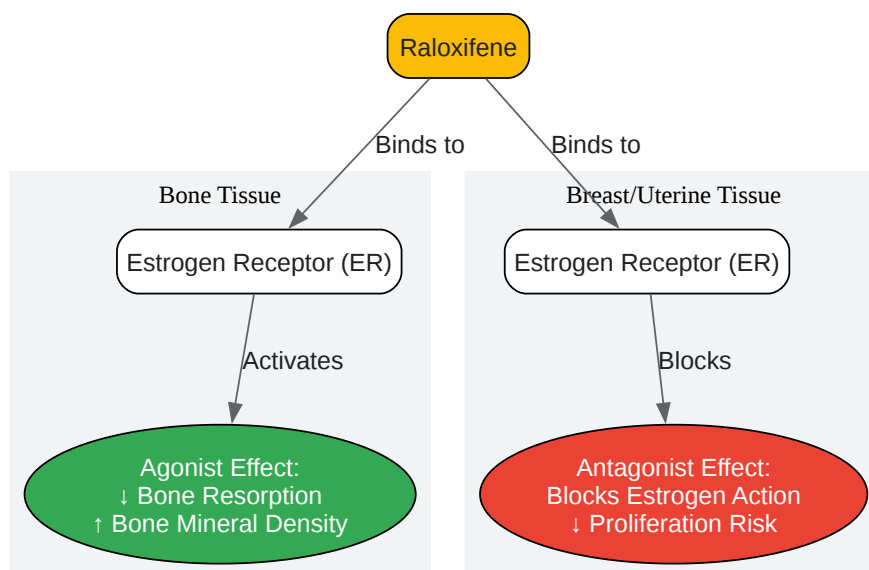 Raloxifene
Binds to
Binds to
Bone Tissue
Breast/Uterine Tissue
Estrogen Receptor (ER)
Estrogen Receptor (ER)
Activates
Blocks
Agonist Effect:
↓ Bone Resorption
↑ Bone Mineral Density
Antagonist Effect:
Blocks Estrogen Action
↓ Proliferation Risk